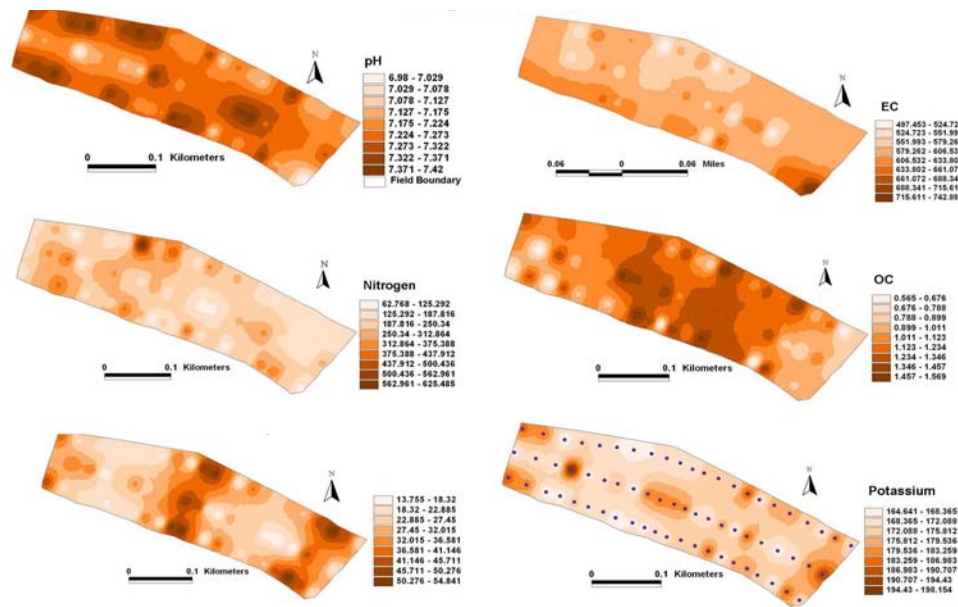 N
pH
6.98 - 7.029
7.029 - 7.078
7.078 - 7.127
7.127 - 7.175
7.175 - 7.224
7.224 - 7.273
7.273 - 7.322
7.322 - 7.371
7.371 - 7.42
Field Boundary
0 0.1 Kilometers
N
EC
497.453 - 524.72
524.723 - 551.99
551.993 - 579.26
579.262 - 606.53
606.532 - 633.80
633.802 - 661.07
661.072 - 688.34
688.341 - 715.61
715.611 - 742.88
0.06 0 0.06 Miles
N
Nitrogen
62.768 - 125.292
125.292 - 187.816
187.816 - 250.34
250.34 - 312.864
312.864 - 375.388
375.388 - 437.912
437.912 - 500.436
500.436 - 562.961
562.961 - 625.485
0 0.1 Kilometers
N
OC
0.565 - 0.676
0.676 - 0.788
0.788 - 0.899
0.899 - 1.011
1.011 - 1.123
1.123 - 1.234
1.234 - 1.346
1.346 - 1.457
1.457 - 1.569
0 0.1 Kilometers
N
13.755 - 18.32
18.32 - 22.885
22.885 - 27.45
27.45 - 32.015
32.015 - 36.581
36.581 - 41.146
41.146 - 45.711
45.711 - 50.276
50.276 - 54.841
0 0.1 Kilometers
N
Potassium
164.641 - 168.365
168.365 - 172.088
172.088 - 175.812
175.812 - 179.536
179.536 - 183.259
183.259 - 186.983
186.983 - 190.707
190.707 - 194.43
194.43 - 198.154
0 0.1 Kilometers